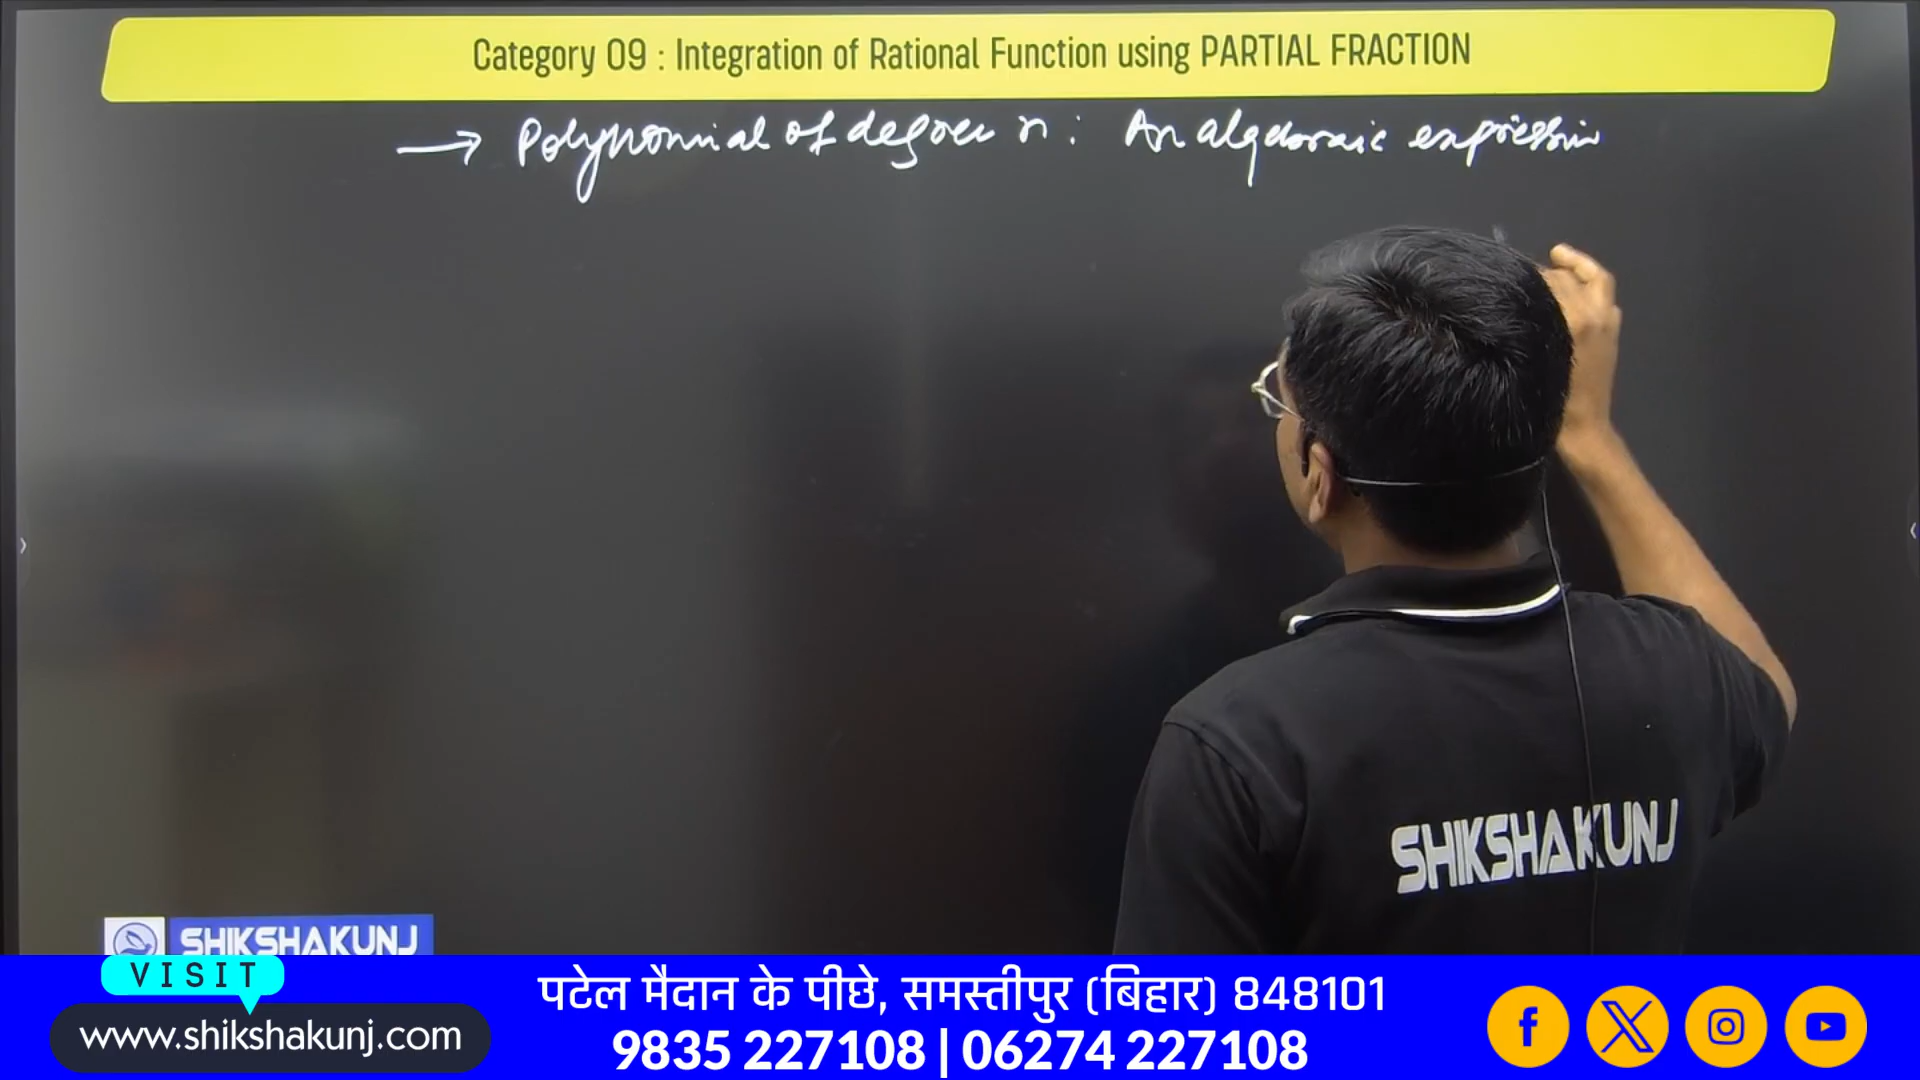 Category 09 : Integration of Rational Function using PARTIAL FRACTION
→ Polynomial of degree n : An algebraic expression
SHIKSHAKUNJ
SHIKSHAKUNJ
VISIT
www.shikshakunj.com
पटेल मैदान के पीछे, समस्तीपुर (बिहार) 848101
9835 227108 | 06274 227108